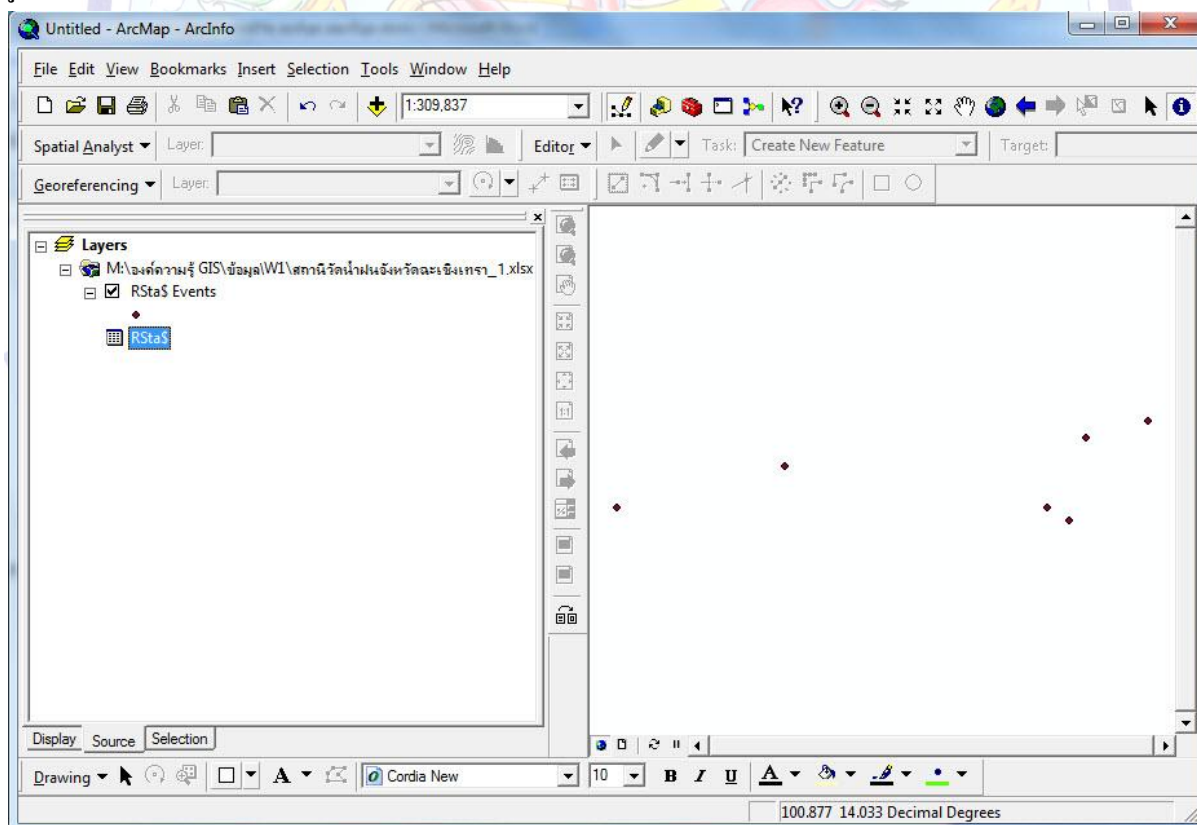 Untitled - ArcMap - ArcInfo
File Edit View Bookmarks Insert Selection Tools Window Help
1:309,837
Spatial Analyst Layer: Editor Task: Create New Feature Target:
Georeferencing Layer:
Layers
M:\องค์ความรู้ GIS\ข้อมูล\W1\สถานีวัดน้ำฝนจังหวัดฉะเชิงเทรา_1.xlsx
RSta$ Events
RSta$
Display Source Selection
Drawing A Cordia New 10 B I U A
100.877 14.033 Decimal Degrees